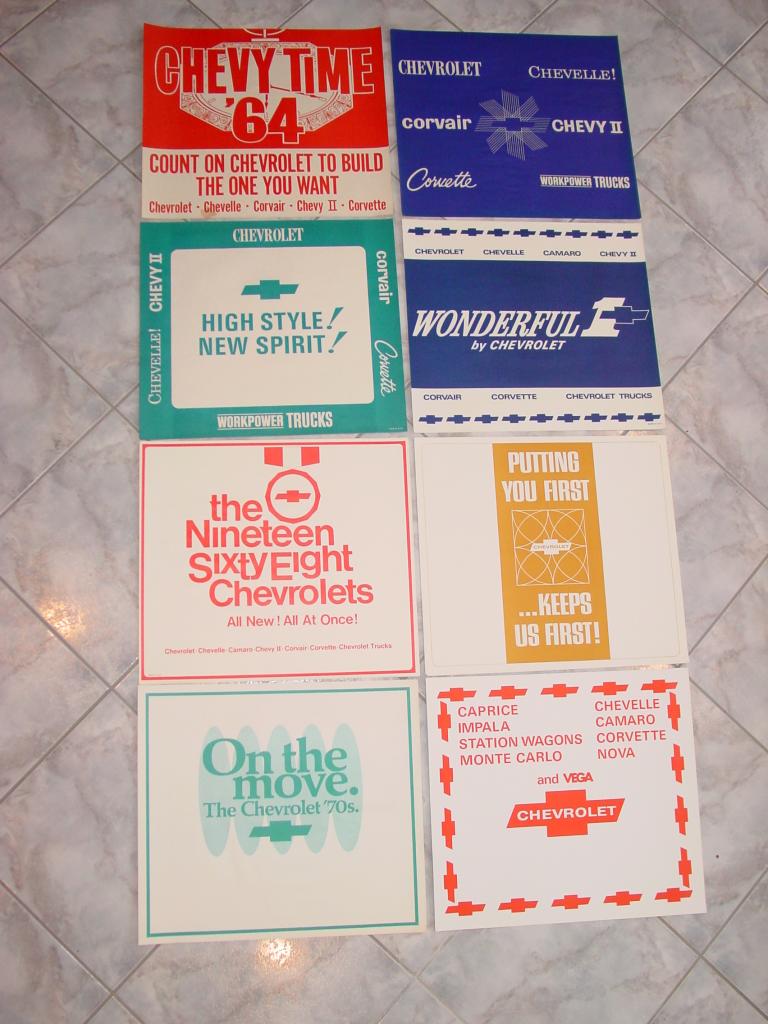 CHEVY TIME
'64
COUNT ON CHEVROLET TO BUILD
THE ONE YOU WANT
Chevrolet · Chevelle · Corvair · Chevy II · Corvette
CHEVROLET
CHEVELLE!
corvair
CHEVY II
Corvette
WORKPOWER TRUCKS
CHEVROLET
CHEVY II
CHEVELLE!
HIGH STYLE!
NEW SPIRIT!
corvair
Corvette
WORKPOWER TRUCKS
CHEVROLET CHEVELLE CAMARO CHEVY II
WONDERFUL 1
by CHEVROLET
CORVAIR CORVETTE CHEVROLET TRUCKS
the
Nineteen
SixtyEight
Chevrolets
All New! All At Once!
Chevrolet · Chevelle · Camaro · Chevy II · Corvair · Corvette · Chevrolet Trucks
PUTTING
YOU FIRST
CHEVROLET
...KEEPS
US FIRST!
On the
move.
The Chevrolet '70s.
CAPRICE
IMPALA
STATION WAGONS
MONTE CARLO
CHEVELLE
CAMARO
CORVETTE
NOVA
and VEGA
CHEVROLET